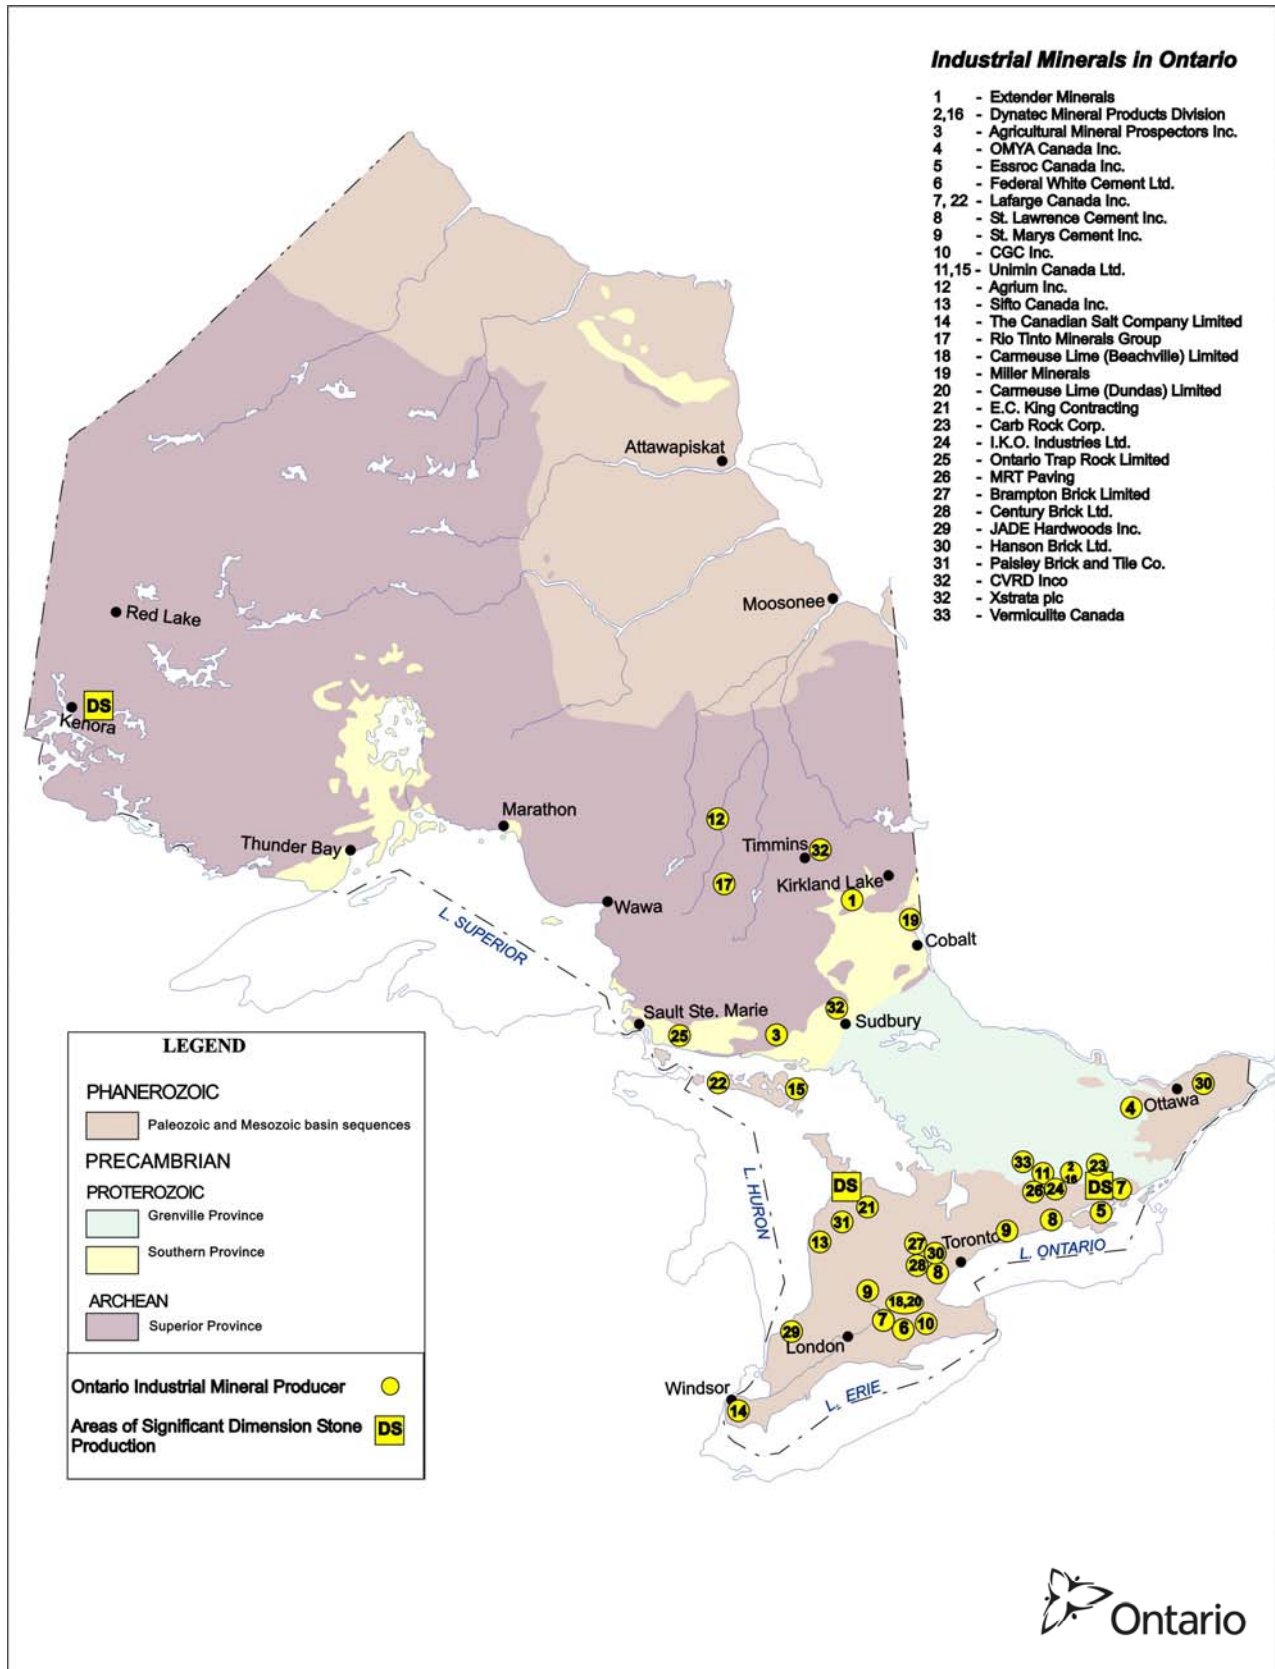 Industrial Minerals in Ontario
1 - Extender Minerals
2,16 - Dynatec Mineral Products Division
3 - Agricultural Mineral Prospectors Inc.
4 - OMYA Canada Inc.
5 - Essroc Canada Inc.
6 - Federal White Cement Ltd.
7, 22 - Lafarge Canada Inc.
8 - St. Lawrence Cement Inc.
9 - St. Marys Cement Inc.
10 - CGC Inc.
11,15 - Unimin Canada Ltd.
12 - Agrium Inc.
13 - Sifto Canada Inc.
14 - The Canadian Salt Company Limited
17 - Rio Tinto Minerals Group
18 - Carmeuse Lime (Beachville) Limited
19 - Miller Minerals
20 - Carmeuse Lime (Dundas) Limited
21 - E.C. King Contracting
23 - Carb Rock Corp.
24 - I.K.O. Industries Ltd.
25 - Ontario Trap Rock Limited
26 - MRT Paving
27 - Brampton Brick Limited
28 - Century Brick Ltd.
29 - JADE Hardwoods Inc.
30 - Hanson Brick Ltd.
31 - Paisley Brick and Tile Co.
32 - CVRD Inco
32 - Xstrata plc
33 - Vermiculite Canada
Attawapiskat
Moosonee
Red Lake
DS
Kenora
Marathon
12
Thunder Bay
Timmins
32
17
Kirkland Lake
1
Wawa
19
L. SUPERIOR
Cobalt
32
Sault Ste. Marie
Sudbury
25
3
22
15
30
4
Ottawa
33
11
2
16
23
DS
26
24
DS
7
L. HURON
21
31
13
5
8
9
27
30
Toronto
L. ONTARIO
28
8
9
18,20
7
6
10
29
London
Windsor
14
L. ERIE
LEGEND
PHANEROZOIC
Paleozoic and Mesozoic basin sequences
PRECAMBRIAN
PROTEROZOIC
Grenville Province
Southern Province
ARCHEAN
Superior Province
Ontario Industrial Mineral Producer
Areas of Significant Dimension Stone
Production
DS
Ontario